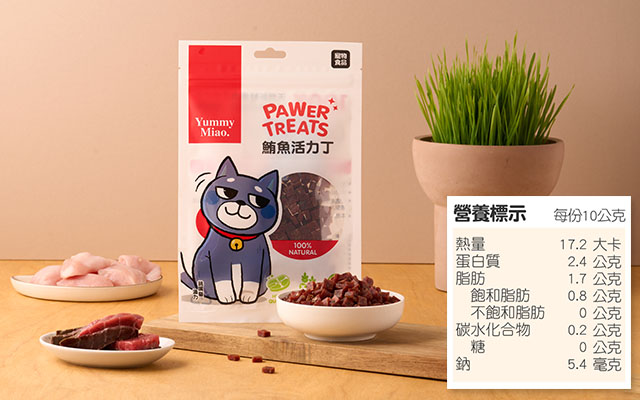 寵物
食品
Yummy
Miao.
PAWER
TREATS
鮪魚活力丁
100%
NATURAL
營養標示 每份10公克
熱量 17.2 大卡
蛋白質 2.4 公克
脂肪 1.7 公克
飽和脂肪 0.8 公克
不飽和脂肪 0 公克
碳水化合物 0.2 公克
糖 0 公克
鈉 5.4 毫克